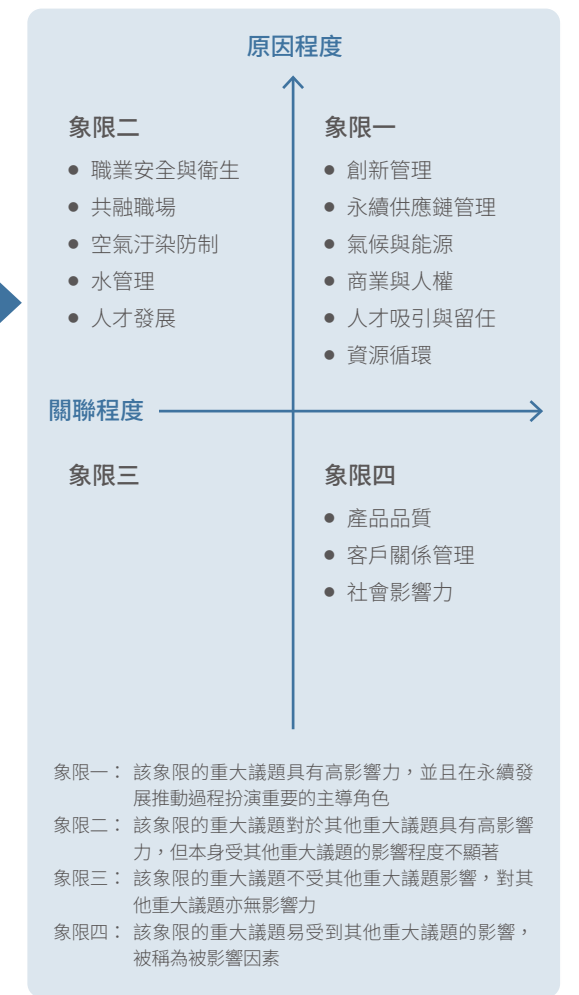 原因程度
象限二
● 職業安全與衛生
● 共融職場
● 空氣汙染防制
● 水管理
● 人才發展
象限一
● 創新管理
● 永續供應鏈管理
● 氣候與能源
● 商業與人權
● 人才吸引與留任
● 資源循環
關聯程度
象限三
象限四
● 產品品質
● 客戶關係管理
● 社會影響力
象限一： 該象限的重大議題具有高影響力，並且在永續發
展推動過程扮演重要的主導角色
象限二： 該象限的重大議題對於其他重大議題具有高影響
力，但本身受其他重大議題的影響程度不顯著
象限三： 該象限的重大議題不受其他重大議題影響，對其
他重大議題亦無影響力
象限四： 該象限的重大議題易受到其他重大議題的影響，
被稱為被影響因素